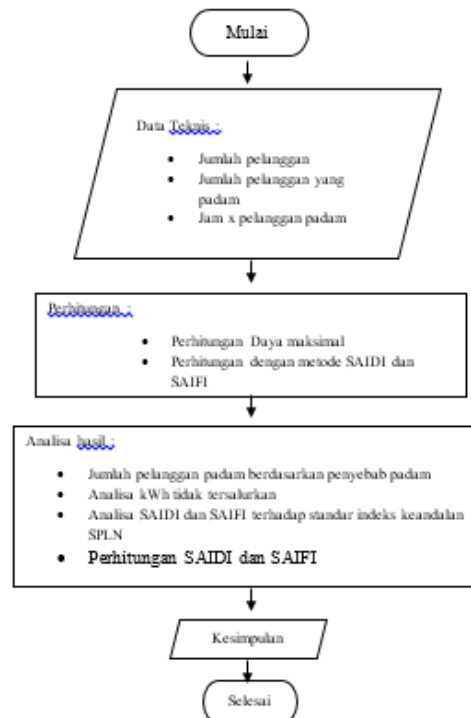 Mulai
Data Teknis :
• Jumlah pelanggan
• Jumlah pelanggan yang
padam
• Jam x pelanggan padam
Perhitungan :
• Perhitungan Daya maksimal
• Perhitungan dengan metode SAIDI dan
SAIFI
Analisa hasil :
• Jumlah pelanggan padam berdasarkan penyebab padam
• Analisa kWh tidak tersalurkan
• Analisa SAIDI dan SAIFI terhadap standar indeks keandalan
SPLN
• Perhitungan SAIDI dan SAIFI
Kesimpulan
Selesai